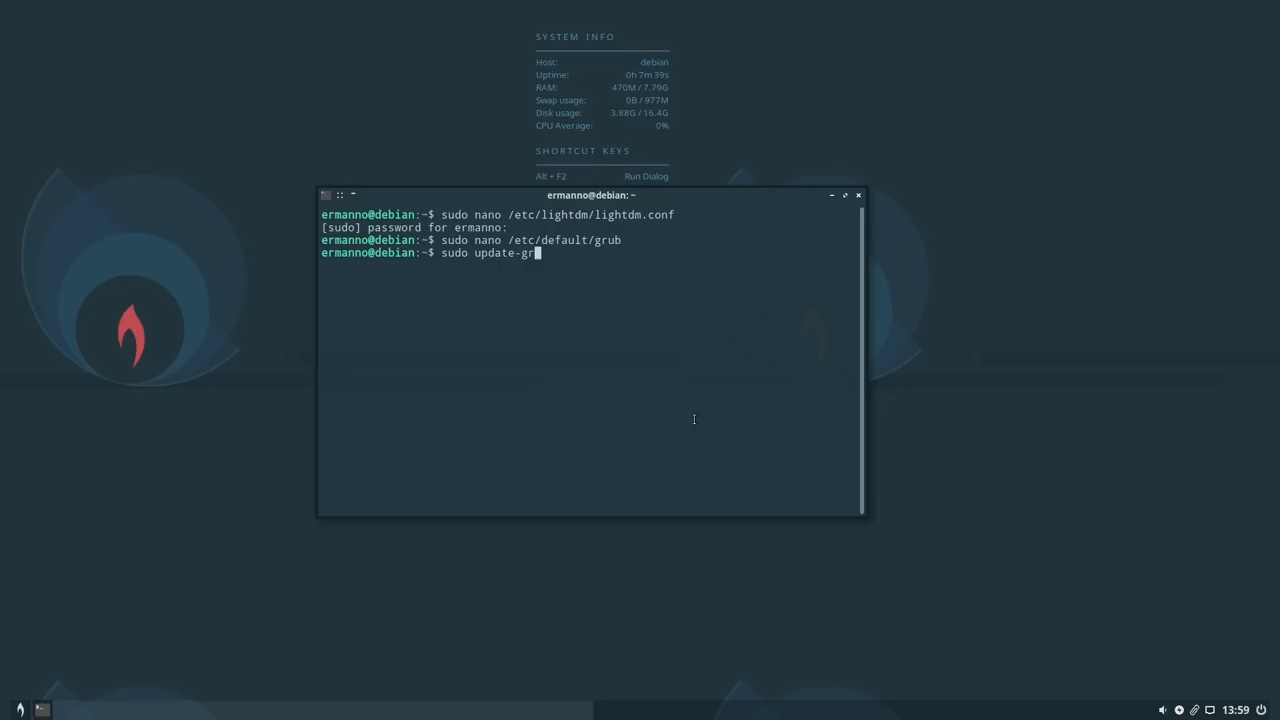 SYSTEM INFO
Host: debian
Uptime: 0h 7m 39s
RAM: 470M / 7.79G
Swap usage: 0B / 977M
Disk usage: 3.88G / 16.4G
CPU Average: 0%
SHORTCUT KEYS
Alt + F2 Run Dialog
ermanno@debian: ~
ermanno@debian:~$ sudo nano /etc/lightdm/lightdm.conf
[sudo] password for ermanno:
ermanno@debian:~$ sudo nano /etc/default/grub
ermanno@debian:~$ sudo update-gr
13:59